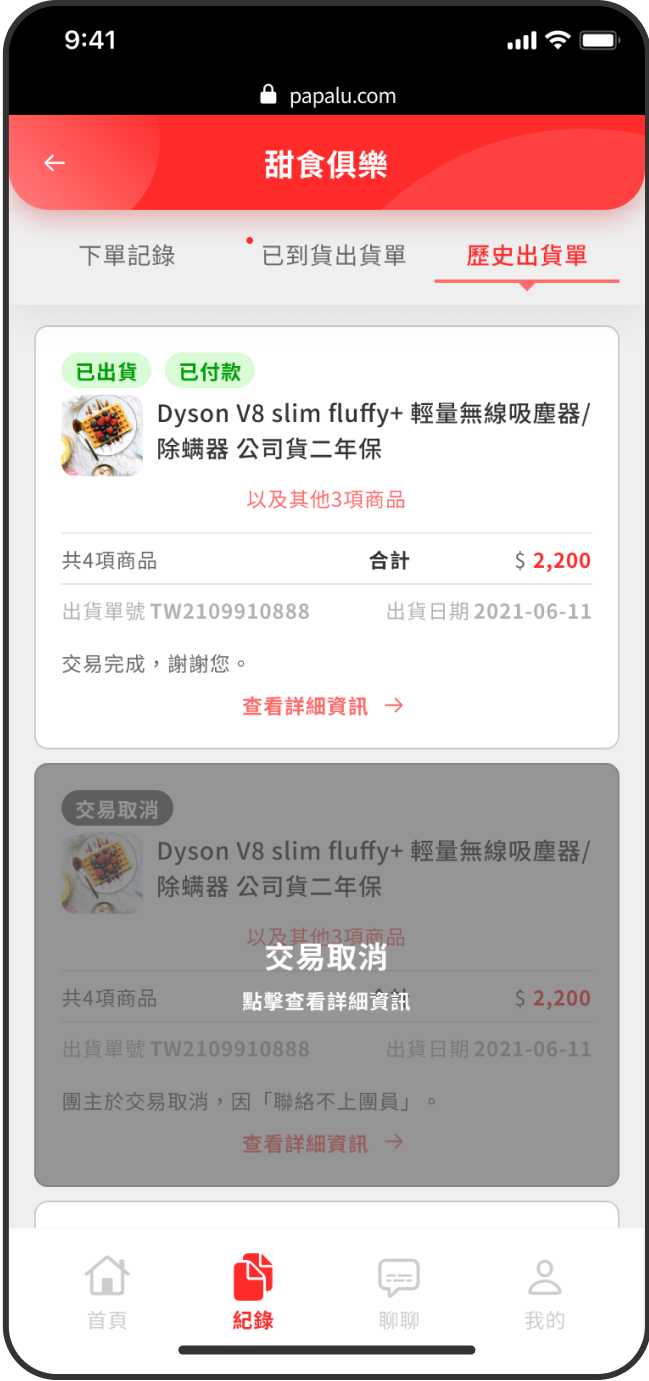 9:41
papalu.com
甜食俱樂
下單記錄 已到貨出貨單 歷史出貨單
已出貨 已付款
Dyson V8 slim fluffy+ 輕量無線吸塵器/
除蟎器 公司貨二年保
以及其他3項商品
共4項商品 合計 $ 2,200
出貨單號 TW2109910888 出貨日期 2021-06-11
交易完成，謝謝您。
查看詳細資訊 →
交易取消
Dyson V8 slim fluffy+ 輕量無線吸塵器/
除蟎器 公司貨二年保
以及其他3項商品
交易取消
共4項商品 合計 $ 2,200
點擊查看詳細資訊
出貨單號 TW2109910888 出貨日期 2021-06-11
團主於交易取消，因「聯絡不上團員」。
查看詳細資訊 →
首頁 紀錄 聊聊 我的